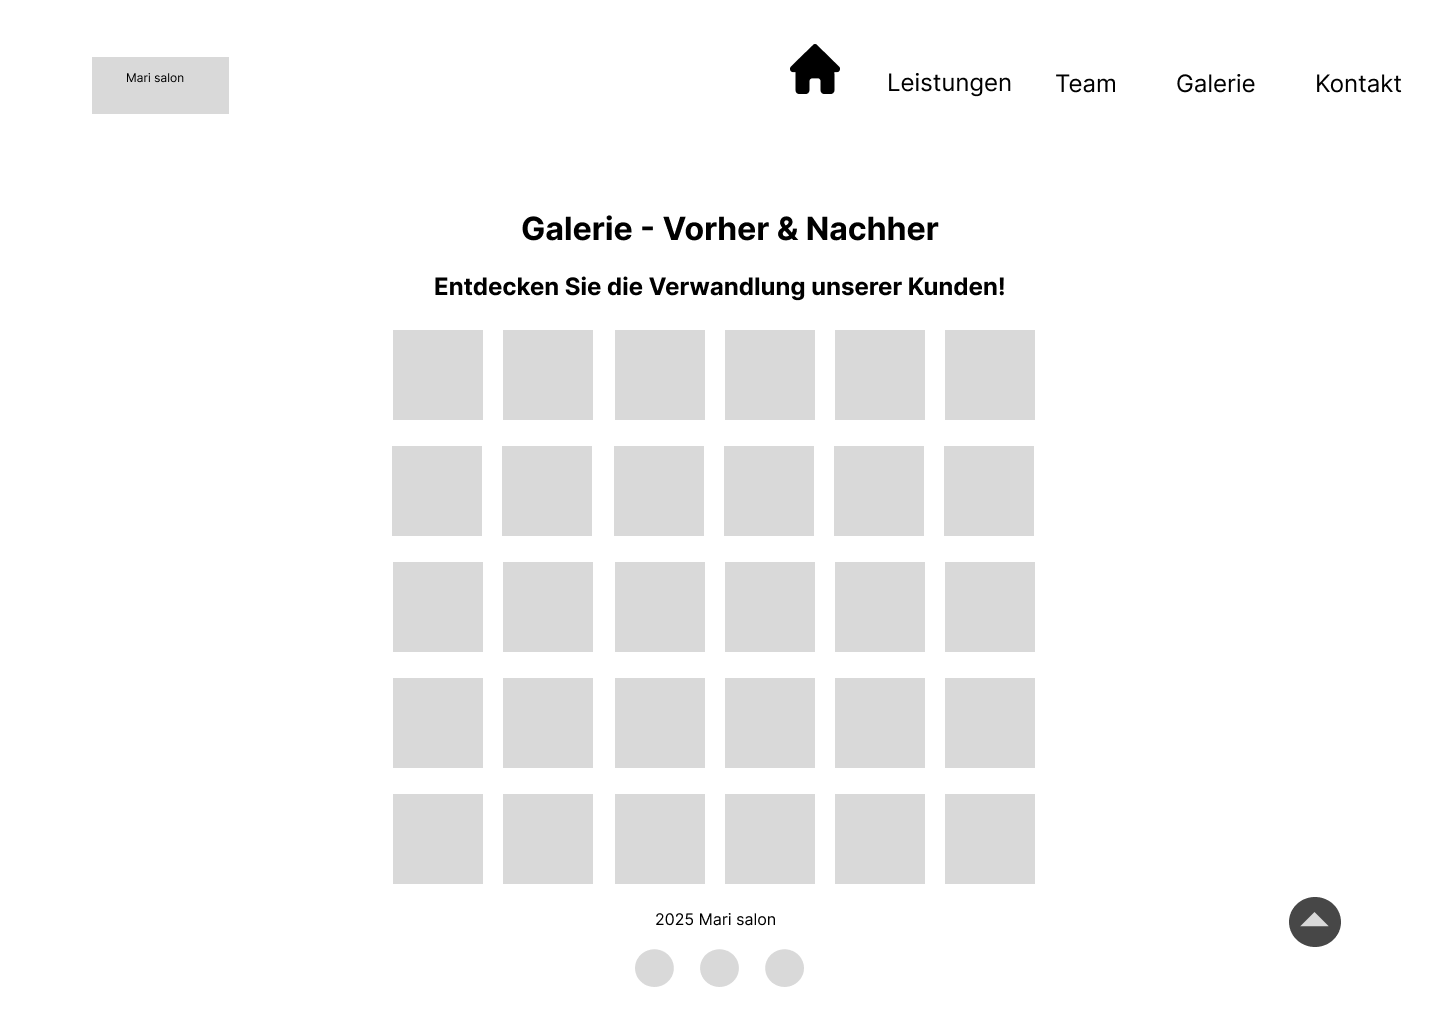 Mari salon
Leistungen
Team
Galerie
Kontakt
Galerie - Vorher & Nachher
Entdecken Sie die Verwandlung unserer Kunden!
2025 Mari salon